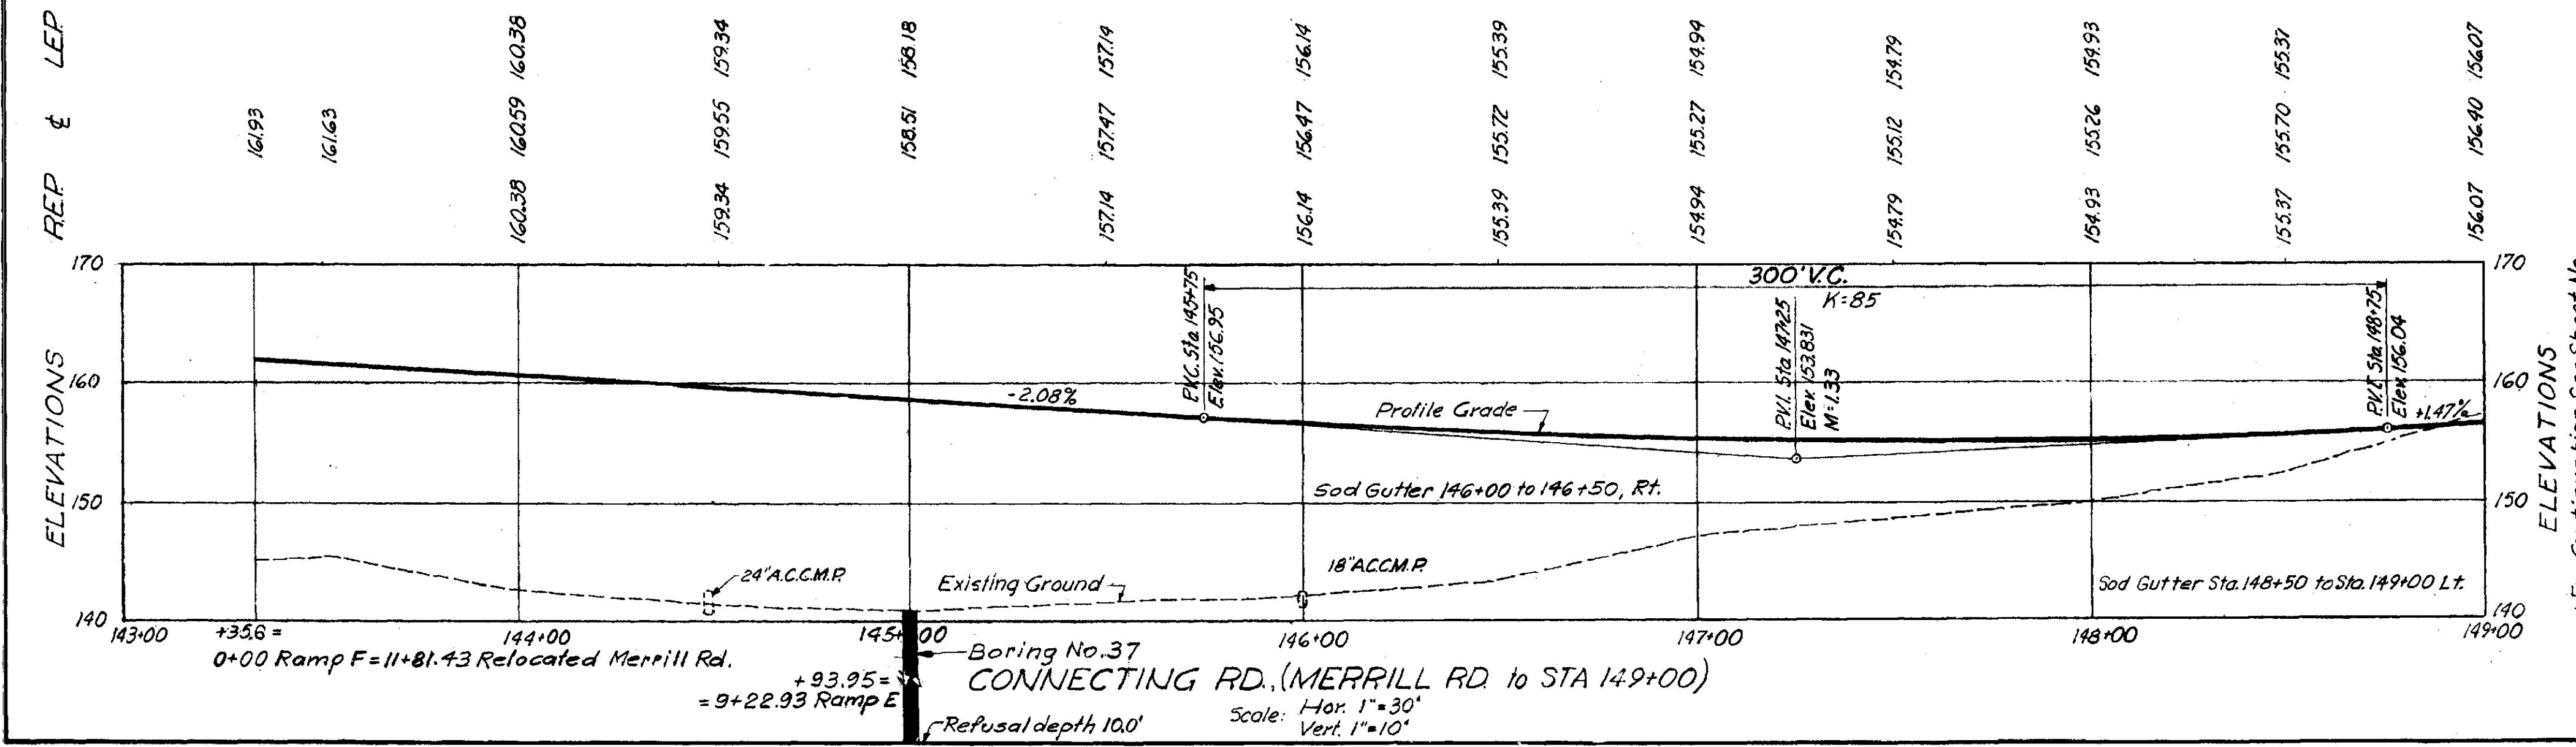 LEP 160.38 159.34 158.18 157.14 156.14 155.39 154.94 154.79 154.93 155.37 156.07
℄ 161.93 161.63 160.59 159.55 158.51 157.47 156.47 155.72 155.27 155.12 155.26 155.70 156.40
R.E.P. 160.38 159.34 157.14 156.14 155.39 154.94 154.79 154.93 155.37 156.07
170
300' V.C.
170
K=85
P.V.C. Sta 145+75
Elev. 156.95
P.V.I. Sta 147+25
Elev. 153.831
M=1.33
P.V.T. Sta 148+75
Elev. 156.04
ELEVATIONS
160
-2.08%
Profile Grade
+1.47%
160
ELEVATIONS
150
Sod Gutter 146+00 to 146+50, Rt.
150
24" A.C.C.M.P.
Existing Ground
18" A.C.C.M.P.
Sod Gutter Sta. 148+50 to Sta. 149+00 Lt.
140
140
143+00
+35.6 =
144+00
145+00
146+00
147+00
148+00
149+00
0+00 Ramp F = 11+81.43 Relocated Merrill Rd.
Boring No. 37
+93.95 =
= 9+22.93 Ramp E
CONNECTING RD., (MERRILL RD. to STA 149+00)
Scale: Hor. 1"=30'
Vert. 1"=10'
Refusal depth 10.0'